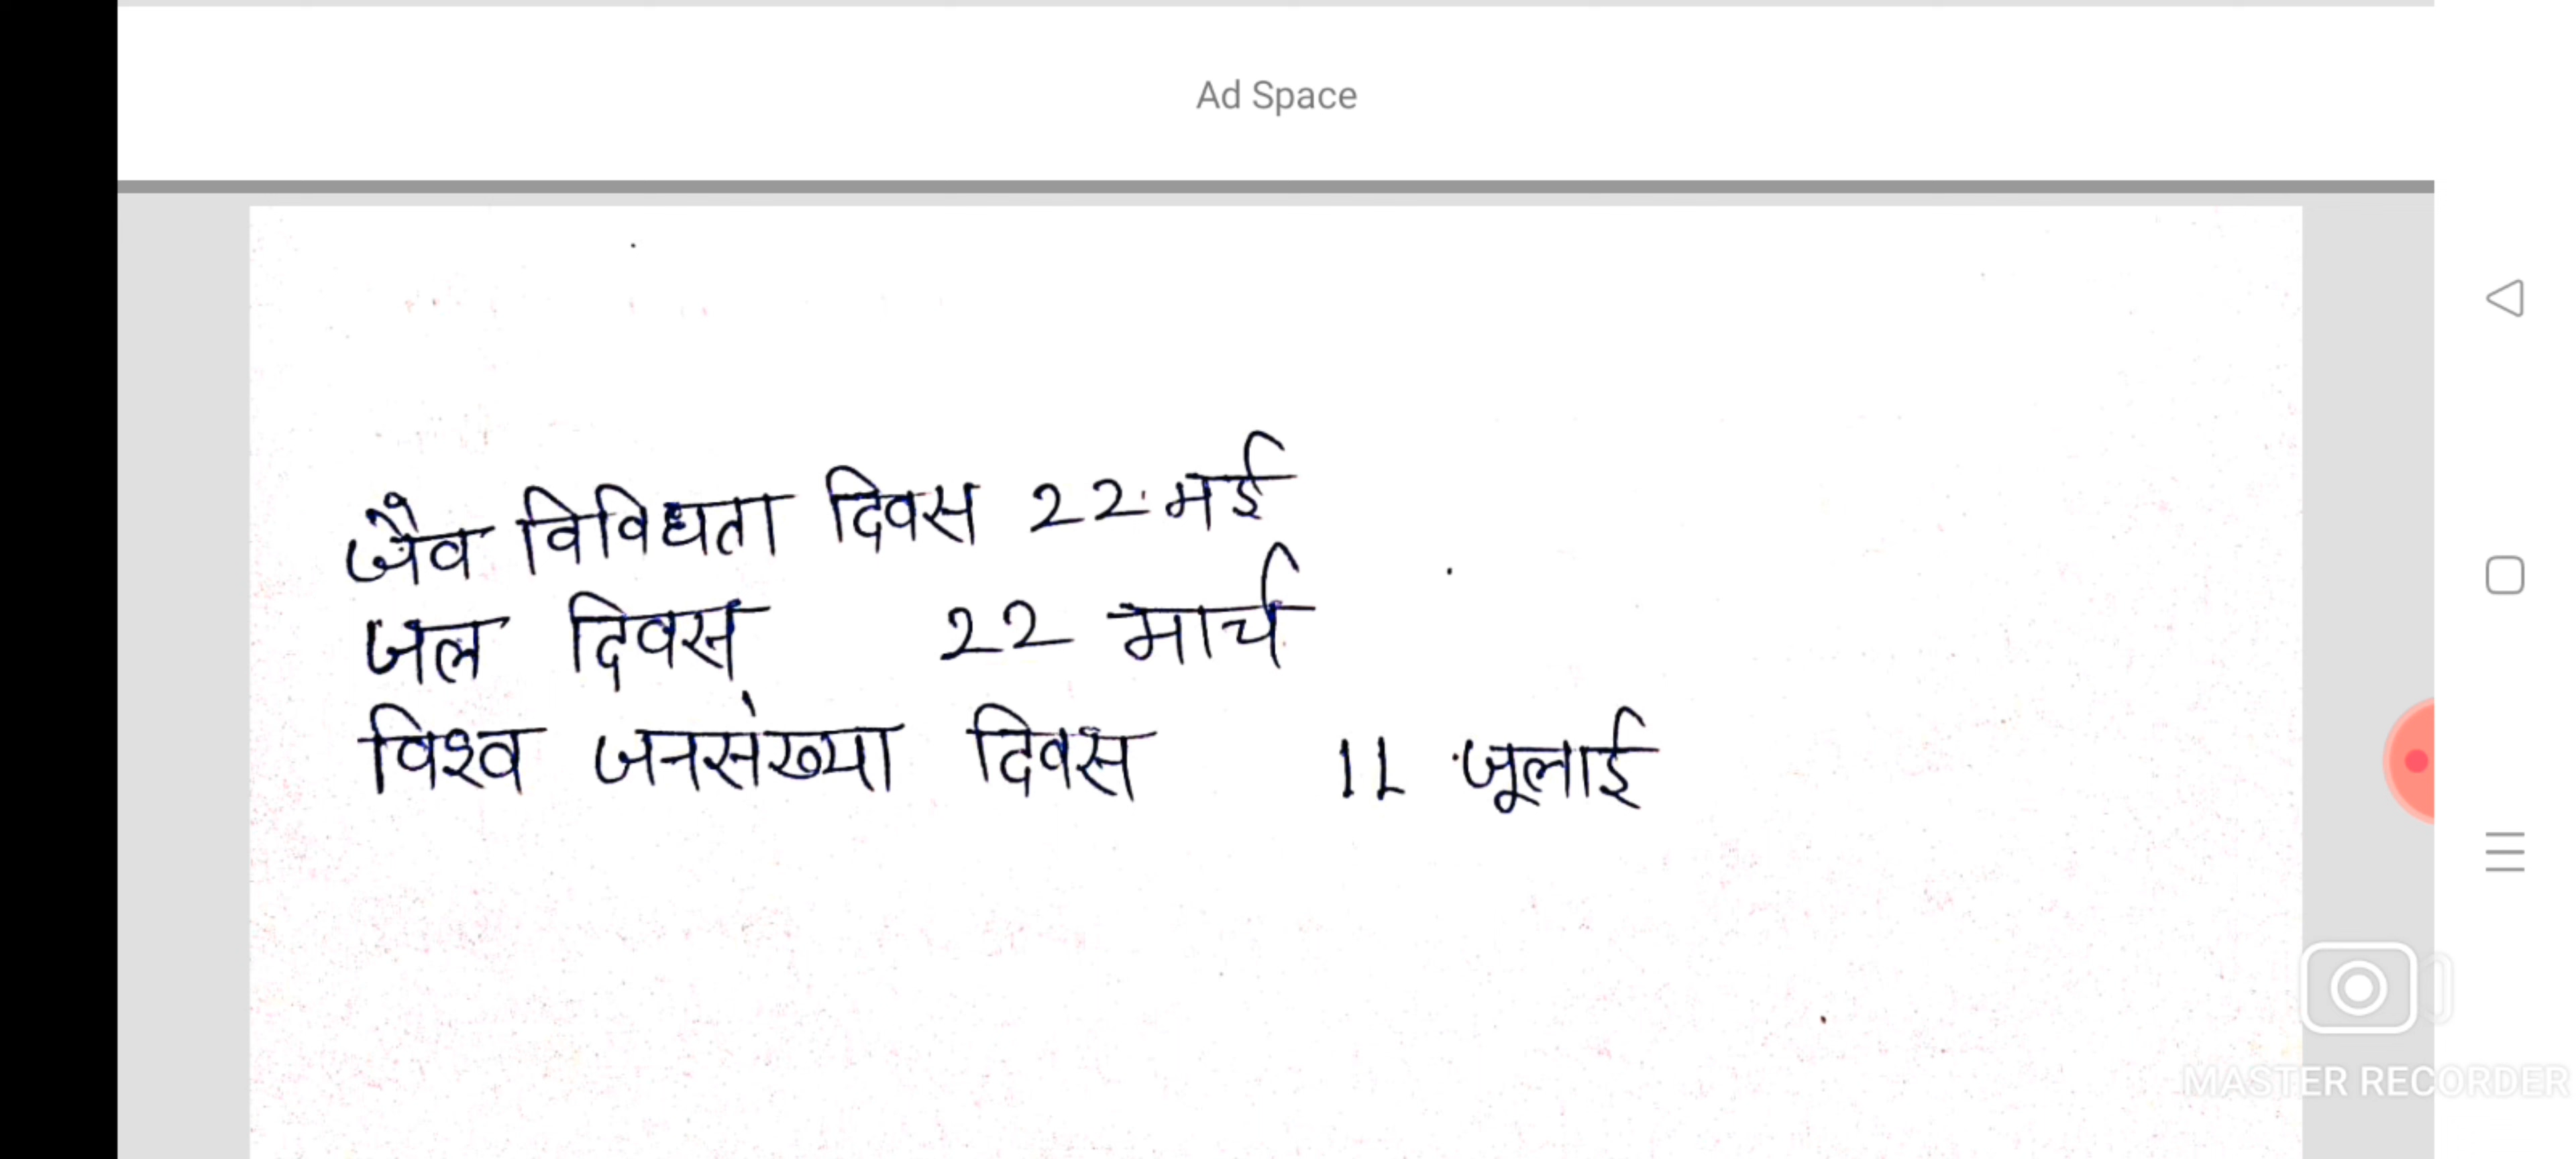 Ad Space
जैव विविधता दिवस 22 मई
जल दिवस 22 मार्च
विश्व जनसंख्या दिवस 11 जूलाई
MASTER RECORDER